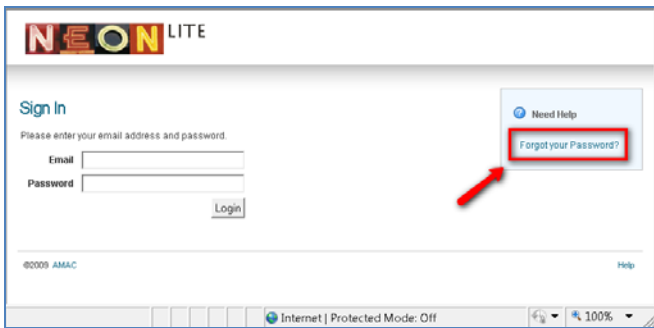 NEON LITE
Sign In
Please enter your email address and password.
Email
Password
Login
Need Help
Forgot your Password?
©2009 AMAC
Help
Internet | Protected Mode: Off
100%